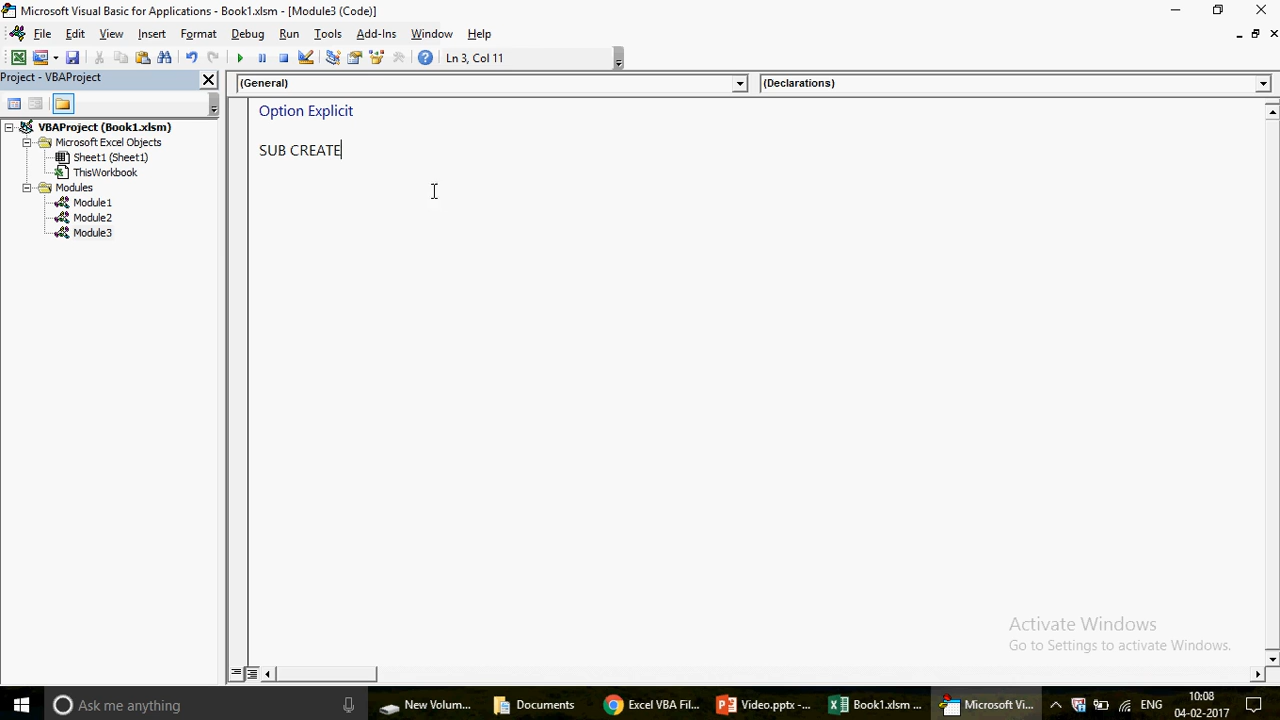 Microsoft Visual Basic for Applications - Book1.xlsm - [Module3 (Code)]
File Edit View Insert Format Debug Run Tools Add-Ins Window Help
Ln 3, Col 11
Project - VBAProject
(General)
(Declarations)
VBAProject (Book1.xlsm)
Microsoft Excel Objects
Sheet1 (Sheet1)
ThisWorkbook
Modules
Module1
Module2
Module3
Option Explicit
SUB CREATE
Activate Windows
Go to Settings to activate Windows.
Ask me anything
New Volum...
Documents
Excel VBA Fil...
Video.pptx -...
Book1.xlsm ...
Microsoft Vi...
ENG
10:08
04-02-2017